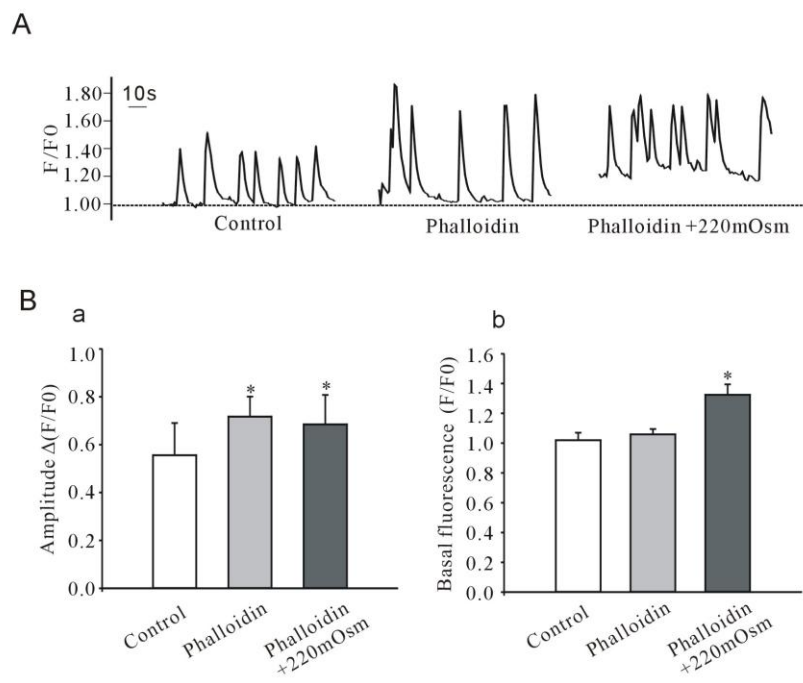 A
10s
F/F0
1.80
1.60
1.40
1.20
1.00
Control
Phalloidin
Phalloidin +220mOsm
B
a
Amplitude Δ(F/F0)
1.0
0.8
0.6
0.4
0.2
0.0
*
*
Control
Phalloidin
Phalloidin
+220mOsm
b
Basal fluorescence (F/F0)
1.6
1.4
1.2
1.0
0.8
0.6
0.4
0.2
0.0
*
Control
Phalloidin
Phalloidin
+220mOsm